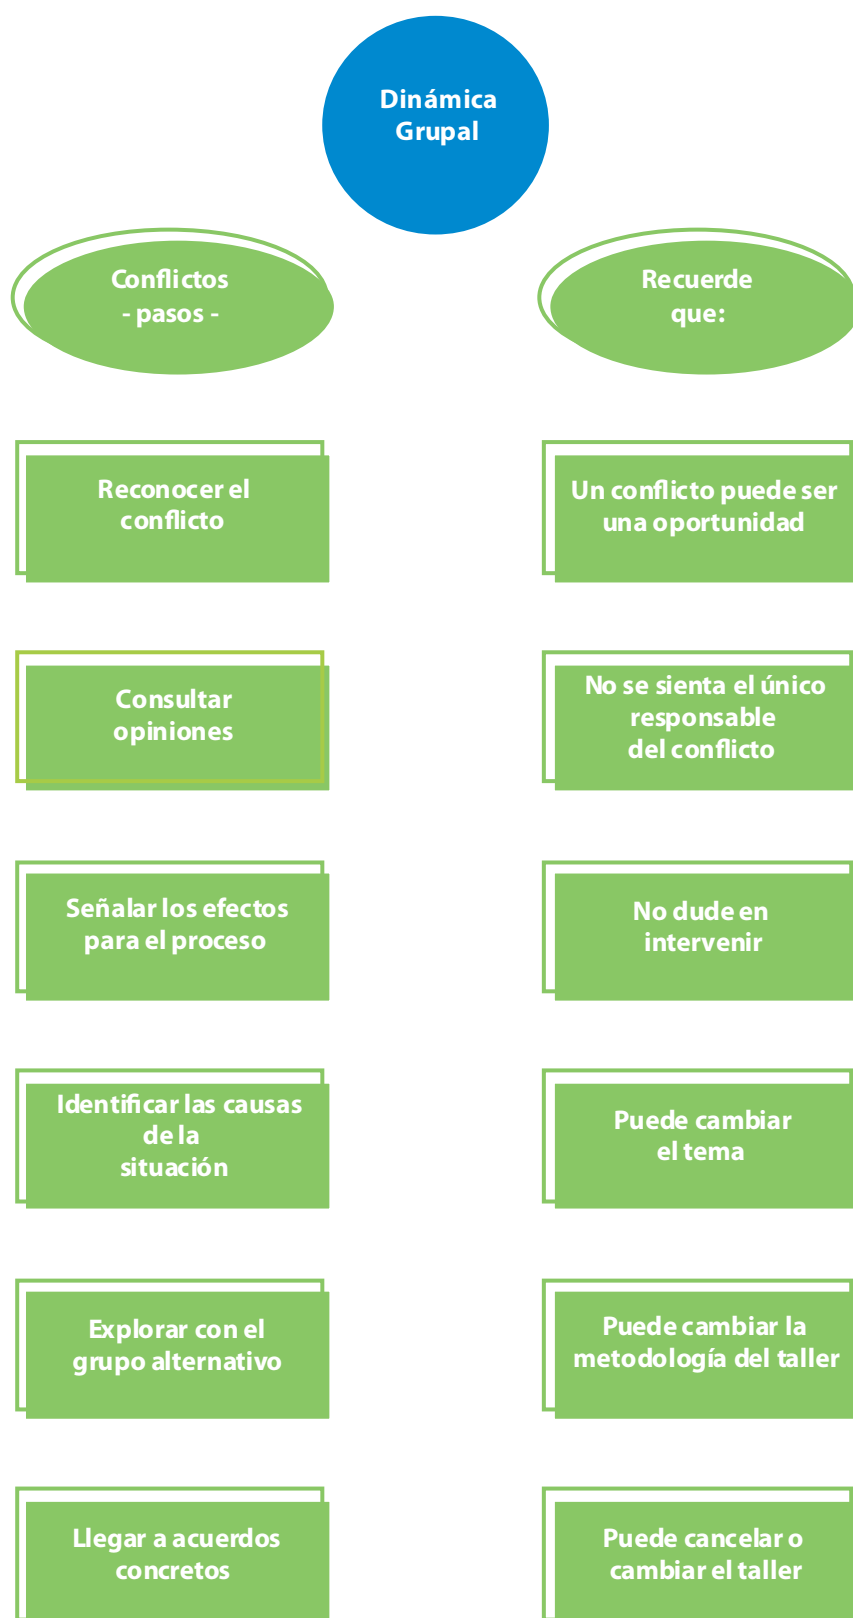 Dinámica
Grupal
Conflictos
- pasos -
Reconocer el
conflicto
Consultar
opiniones
Señalar los efectos
para el proceso
Identificar las causas
de la
situación
Explorar con el
grupo alternativo
Llegar a acuerdos
concretos
Recuerde
que:
Un conflicto puede ser
una oportunidad
No se sienta el único
responsable
del conflicto
No dude en
intervenir
Puede cambiar
el tema
Puede cambiar la
metodología del taller
Puede cancelar o
cambiar el taller